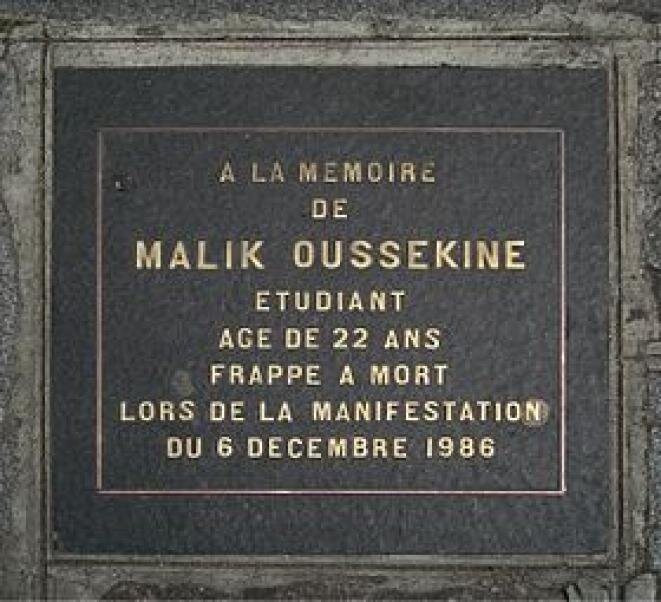 A LA MEMOIRE
DE
MALIK OUSSEKINE
ETUDIANT
AGE DE 22 ANS
FRAPPE A MORT
LORS DE LA MANIFESTATION
DU 6 DECEMBRE 1986